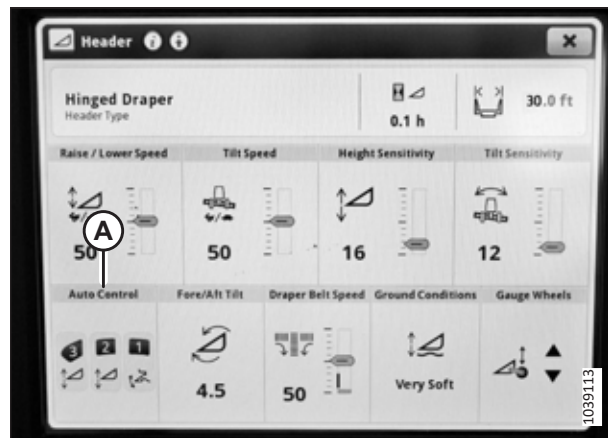 Header
Hinged Draper
Header Type
0.1 h
30.0 ft
Raise / Lower Speed
Tilt Speed
Height Sensitivity
Tilt Sensitivity
50
50
16
12
A
Auto Control
Fore/Aft Tilt
Draper Belt Speed
Ground Conditions
Gauge Wheels
3 2 1
4.5
50
Very Soft
1039113